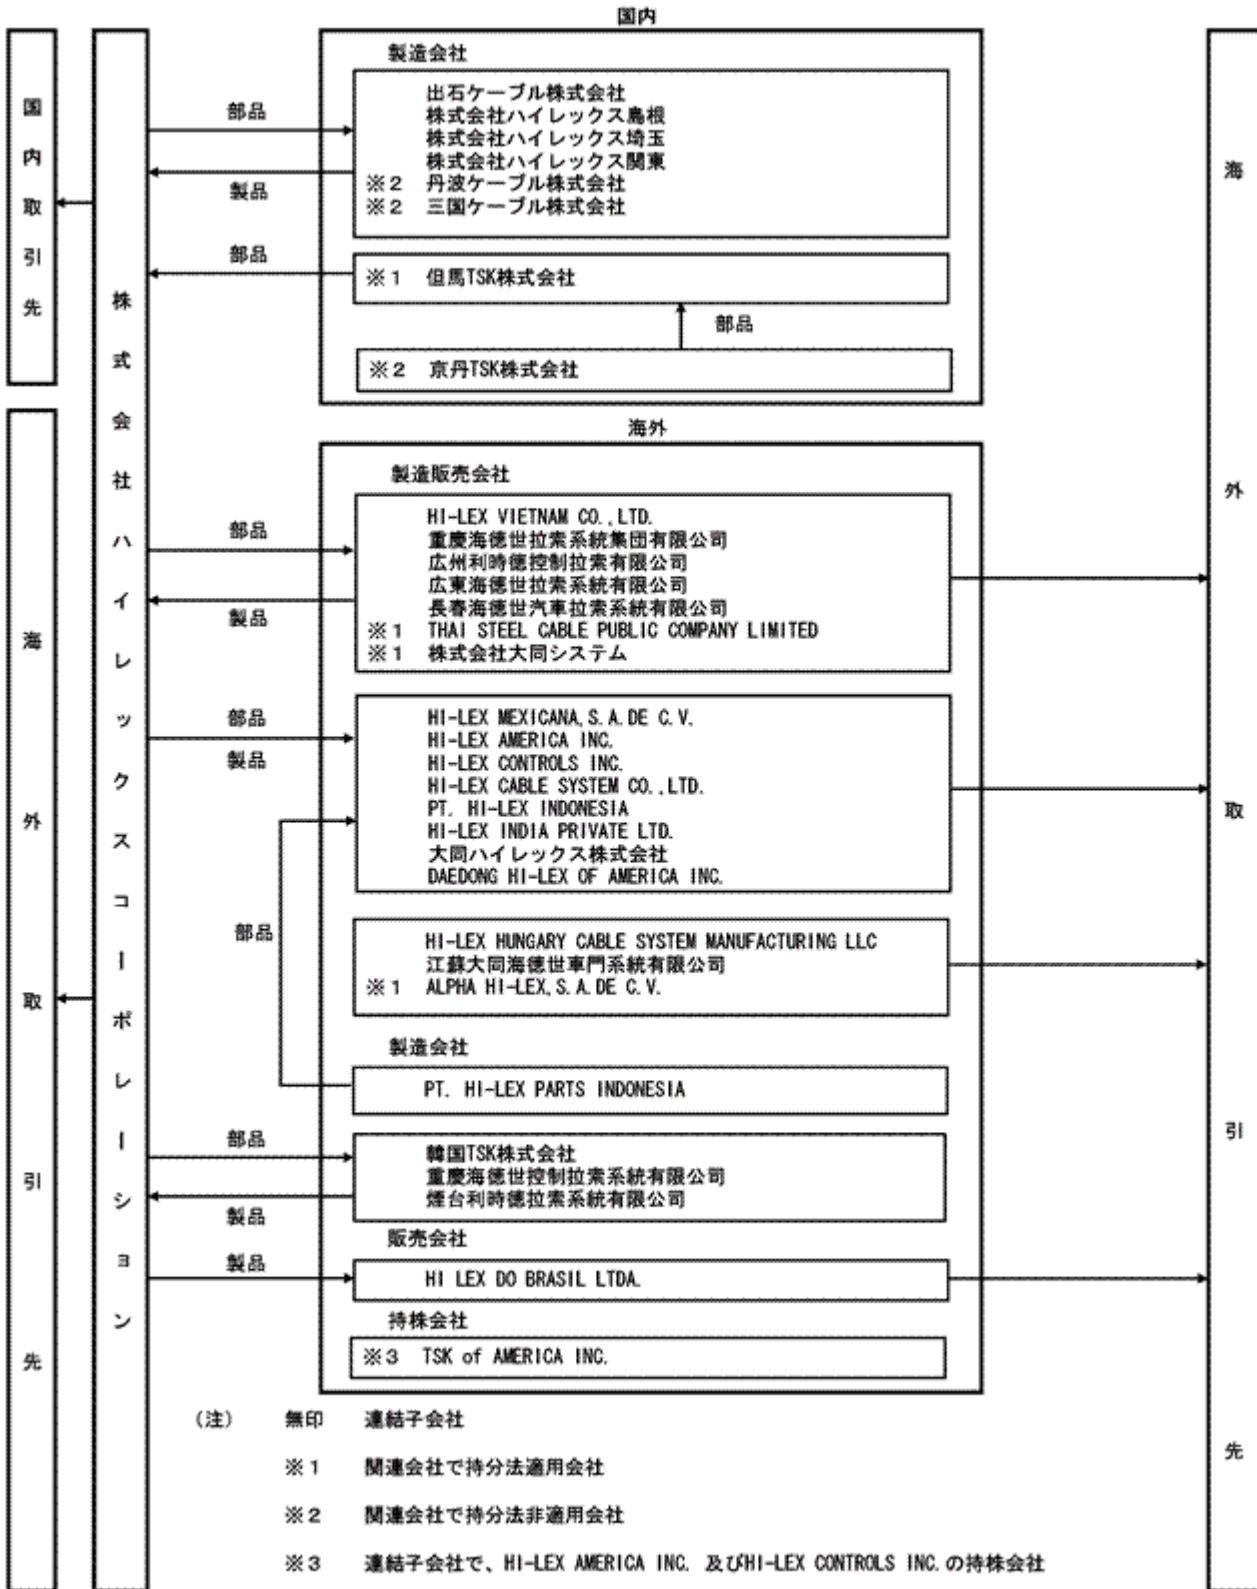 国内
国内取引先
株式会社ハイレックスコーポレーション
海外取引先
海外取引先
製造会社
出石ケーブル株式会社
株式会社ハイレックス島根
株式会社ハイレックス埼玉
株式会社ハイレックス関東
※2 丹波ケーブル株式会社
※2 三国ケーブル株式会社
部品
製品
部品
※1 但馬TSK株式会社
部品
※2 京丹TSK株式会社
海外
製造販売会社
HI-LEX VIETNAM CO.,LTD.
重慶海徳世拉索系統集団有限公司
広州利時徳控制拉索有限公司
広東海徳世拉索系統有限公司
長春海徳世汽車拉索系統有限公司
※1 THAI STEEL CABLE PUBLIC COMPANY LIMITED
※1 株式会社大同システム
部品
製品
HI-LEX MEXICANA,S.A.DE C.V.
HI-LEX AMERICA INC.
HI-LEX CONTROLS INC.
HI-LEX CABLE SYSTEM CO.,LTD.
PT. HI-LEX INDONESIA
HI-LEX INDIA PRIVATE LTD.
大同ハイレックス株式会社
DAEDONG HI-LEX OF AMERICA INC.
部品
製品
部品
HI-LEX HUNGARY CABLE SYSTEM MANUFACTURING LLC
江蘇大同海徳世車門系統有限公司
※1 ALPHA HI-LEX,S.A.DE C.V.
製造会社
PT. HI-LEX PARTS INDONESIA
部品
製品
韓国TSK株式会社
重慶海徳世控制拉索系統有限公司
煙台利時徳拉索系統有限公司
販売会社
製品
HI LEX DO BRASIL LTDA.
持株会社
※3 TSK of AMERICA INC.
(注) 無印 連結子会社
※1 関連会社で持分法適用会社
※2 関連会社で持分法非適用会社
※3 連結子会社で、HI-LEX AMERICA INC. 及びHI-LEX CONTROLS INC.の持株会社